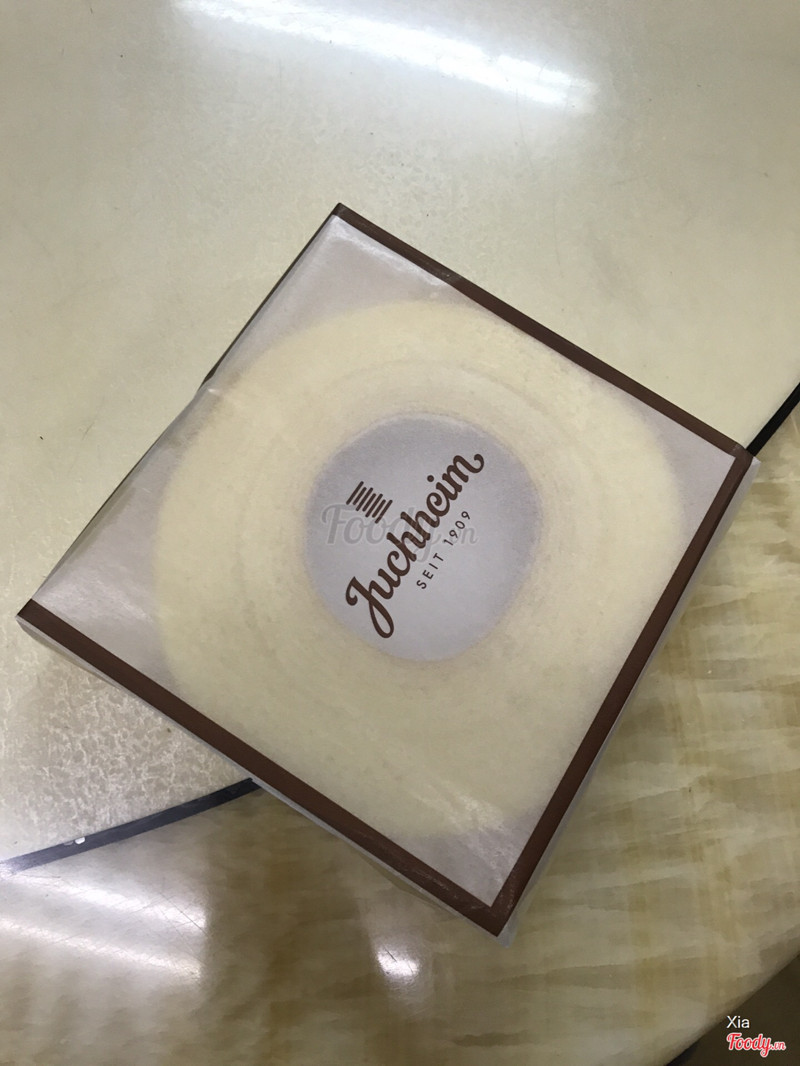 Juchheim
SEIT 1909
Foody.vn
Xia
Foody.vn